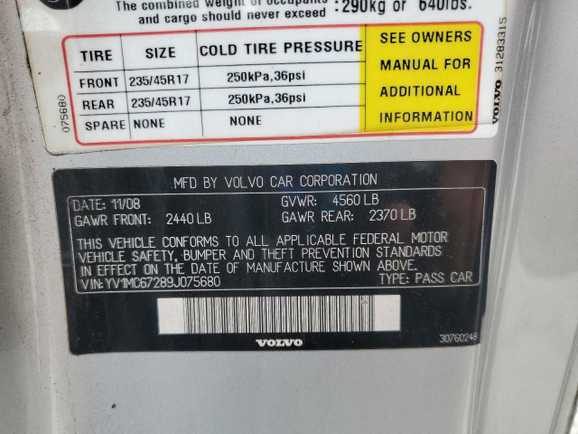 The combined weight of occupants
and cargo should never exceed :290kg or 640lbs.
TIRE SIZE COLD TIRE PRESSURE
FRONT 235/45R17 250kPa,36psi
REAR 235/45R17 250kPa,36psi
SPARE NONE NONE
SEE OWNERS
MANUAL FOR
ADDITIONAL
INFORMATION
075680
VOLVO 31283315
MFD BY VOLVO CAR CORPORATION
DATE: 11/08 GVWR: 4560 LB
GAWR FRONT: 2440 LB GAWR REAR: 2370 LB
THIS VEHICLE CONFORMS TO ALL APPLICABLE FEDERAL MOTOR
VEHICLE SAFETY, BUMPER AND THEFT PREVENTION STANDARDS
IN EFFECT ON THE DATE OF MANUFACTURE SHOWN ABOVE.
VIN:YV1MC67289J075680 TYPE: PASS CAR
VOLVO
30760248